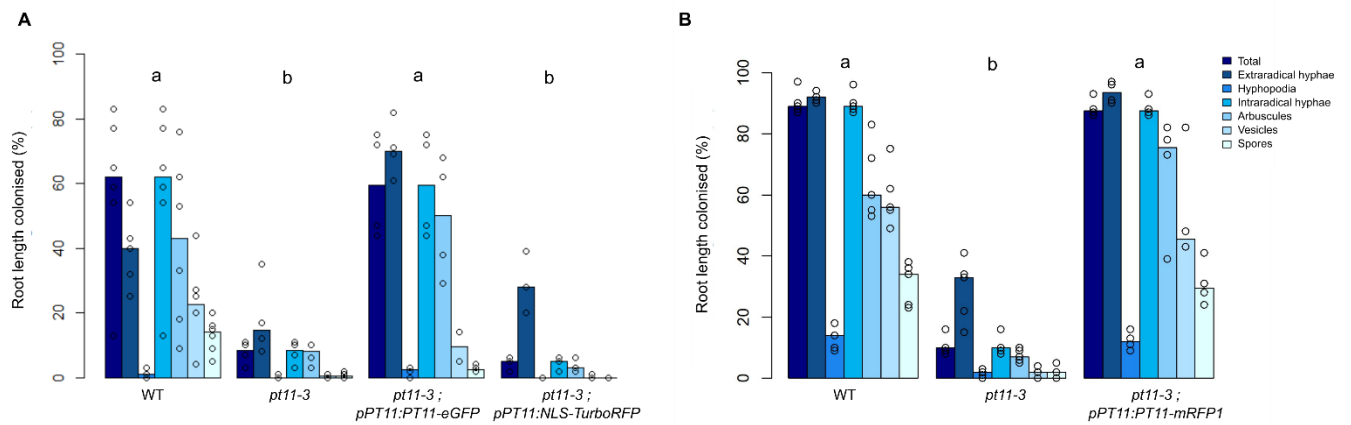 A
Root length colonised (%)
100
80
60
40
20
0
a
b
a
b
WT
pt11-3
pt11-3 ;
pPT11:PT11-eGFP
pt11-3 ;
pPT11:NLS-TurboRFP
B
Root length colonised (%)
100
80
60
40
20
0
a
b
a
WT
pt11-3
pt11-3 ;
pPT11:PT11-mRFP1
Total
Extraradical hyphae
Hyphopodia
Intraradical hyphae
Arbuscules
Vesicles
Spores